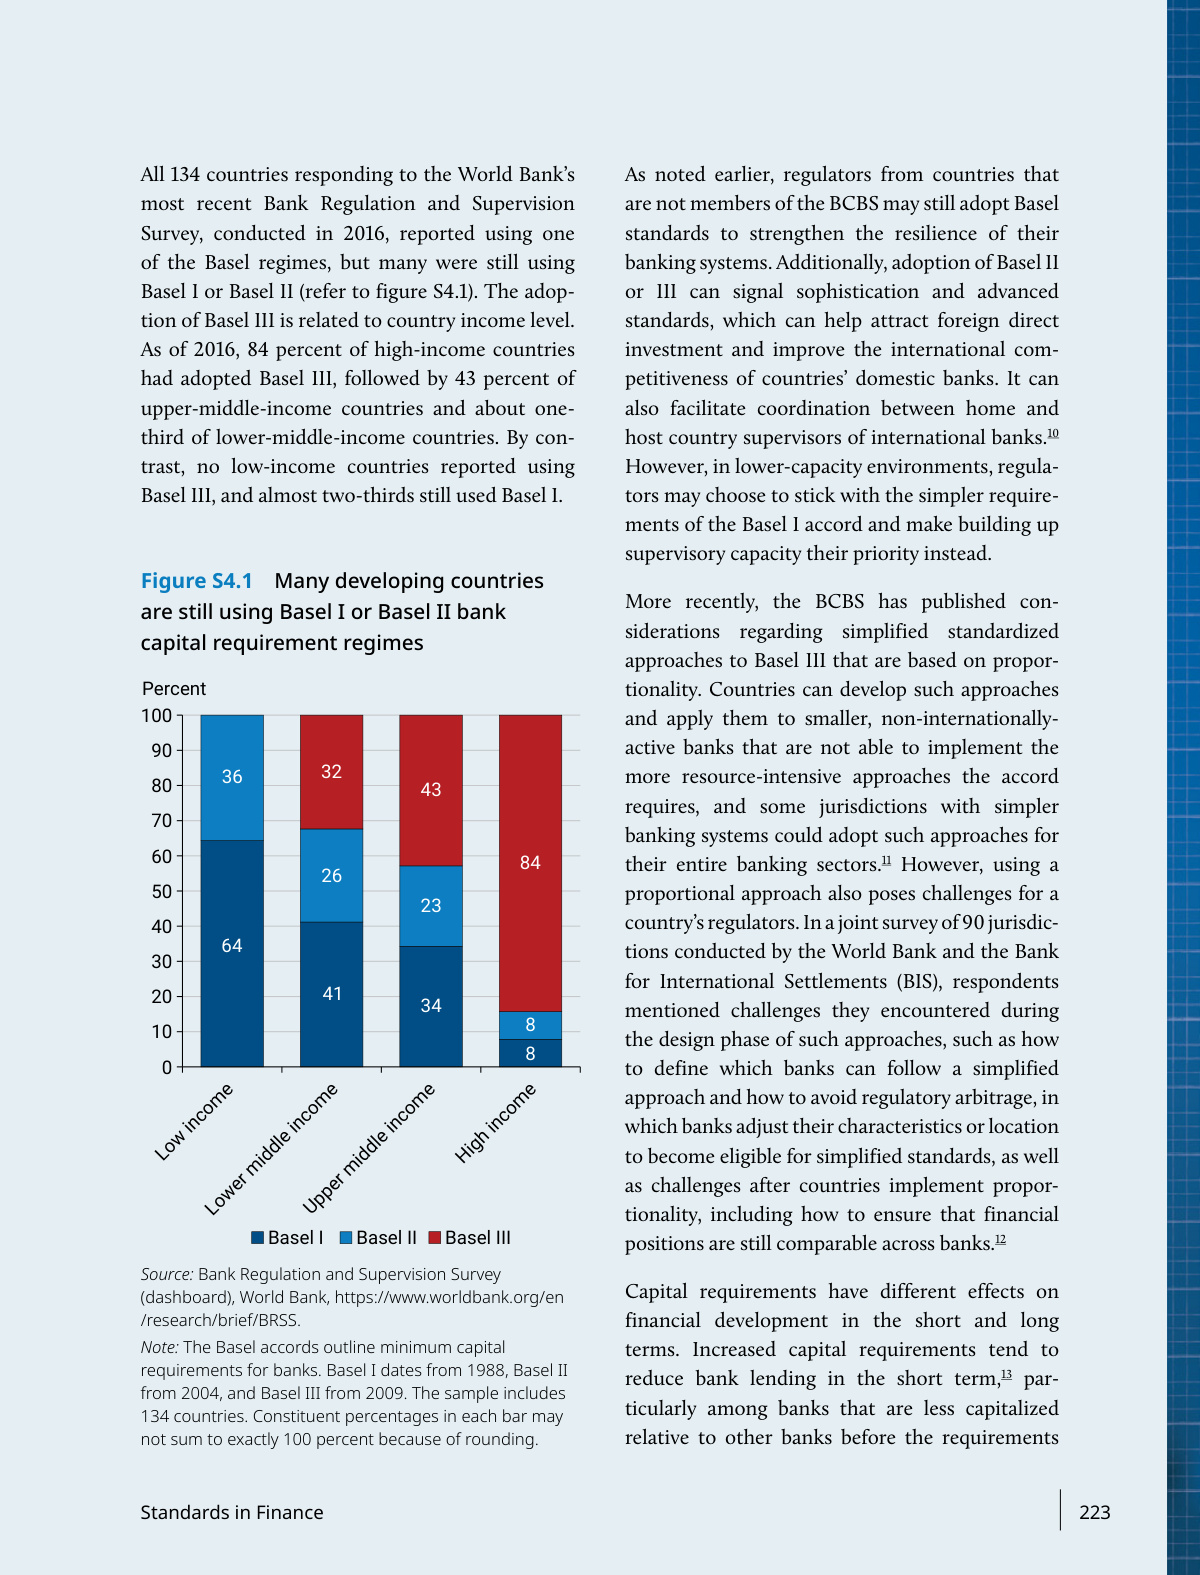 All 134 countries responding to the World Bank’s
most recent Bank Regulation and Supervision
Survey, conducted in 2016, reported using one
of the Basel regimes, but many were still using
Basel I or Basel II (refer to figure S4.1). The adop-
tion of Basel III is related to country income level.
As of 2016, 84 percent of high-income countries
had adopted Basel III, followed by 43 percent of
upper-middle-income countries and about one-
third of lower-middle-income countries. By con-
trast, no low-income countries reported using
Basel III, and almost two-thirds still used Basel I.
Figure S4.1 Many developing countries
are still using Basel I or Basel II bank
capital requirement regimes
Percent
100
90
80
70
60
50
40
30
20
10
0
36
64
32
26
41
43
23
34
84
8
8
Low income
Lower middle income
Upper middle income
High income
Basel I Basel II Basel III
Source: Bank Regulation and Supervision Survey
(dashboard), World Bank, https://www.worldbank.org/en
/research/brief/BRSS.
Note: The Basel accords outline minimum capital
requirements for banks. Basel I dates from 1988, Basel II
from 2004, and Basel III from 2009. The sample includes
134 countries. Constituent percentages in each bar may
not sum to exactly 100 percent because of rounding.
As noted earlier, regulators from countries that
are not members of the BCBS may still adopt Basel
standards to strengthen the resilience of their
banking systems. Additionally, adoption of Basel II
or III can signal sophistication and advanced
standards, which can help attract foreign direct
investment and improve the international com-
petitiveness of countries’ domestic banks. It can
also facilitate coordination between home and
host country supervisors of international banks.10
However, in lower-capacity environments, regula-
tors may choose to stick with the simpler require-
ments of the Basel I accord and make building up
supervisory capacity their priority instead.
More recently, the BCBS has published con-
siderations regarding simplified standardized
approaches to Basel III that are based on propor-
tionality. Countries can develop such approaches
and apply them to smaller, non-internationally-
active banks that are not able to implement the
more resource-intensive approaches the accord
requires, and some jurisdictions with simpler
banking systems could adopt such approaches for
their entire banking sectors.11 However, using a
proportional approach also poses challenges for a
country’s regulators. In a joint survey of 90 jurisdic-
tions conducted by the World Bank and the Bank
for International Settlements (BIS), respondents
mentioned challenges they encountered during
the design phase of such approaches, such as how
to define which banks can follow a simplified
approach and how to avoid regulatory arbitrage, in
which banks adjust their characteristics or location
to become eligible for simplified standards, as well
as challenges after countries implement propor-
tionality, including how to ensure that financial
positions are still comparable across banks.12
Capital requirements have different effects on
financial development in the short and long
terms. Increased capital requirements tend to
reduce bank lending in the short term,13 par-
ticularly among banks that are less capitalized
relative to other banks before the requirements
Standards in Finance
223